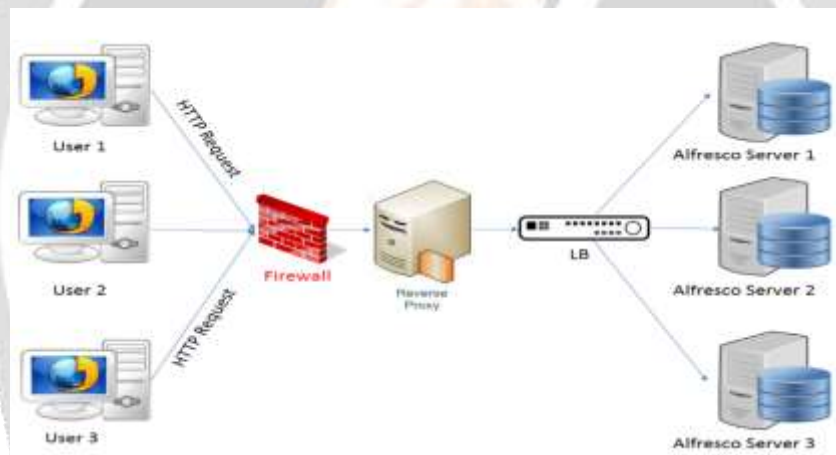 User 1
HTTP Request
User 2
HTTP Request
User 3
Firewall
Reverse
Proxy
LB
Alfresco Server 1
Alfresco Server 2
Alfresco Server 3